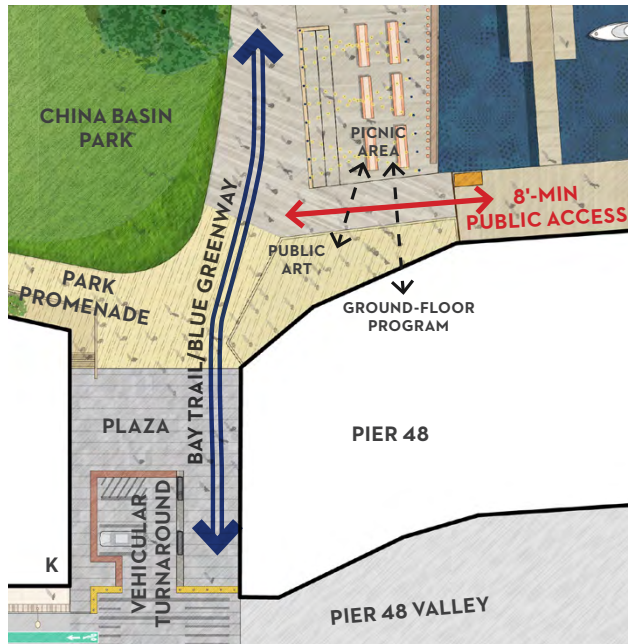 CHINA BASIN
PARK
PICNIC
AREA
8'-MIN
PUBLIC ACCESS
PUBLIC
ART
PARK
PROMENADE
GROUND-FLOOR
PROGRAM
BAY TRAIL/BLUE GREENWAY
PLAZA
PIER 48
VEHICULAR
TURNAROUND
K
PIER 48 VALLEY